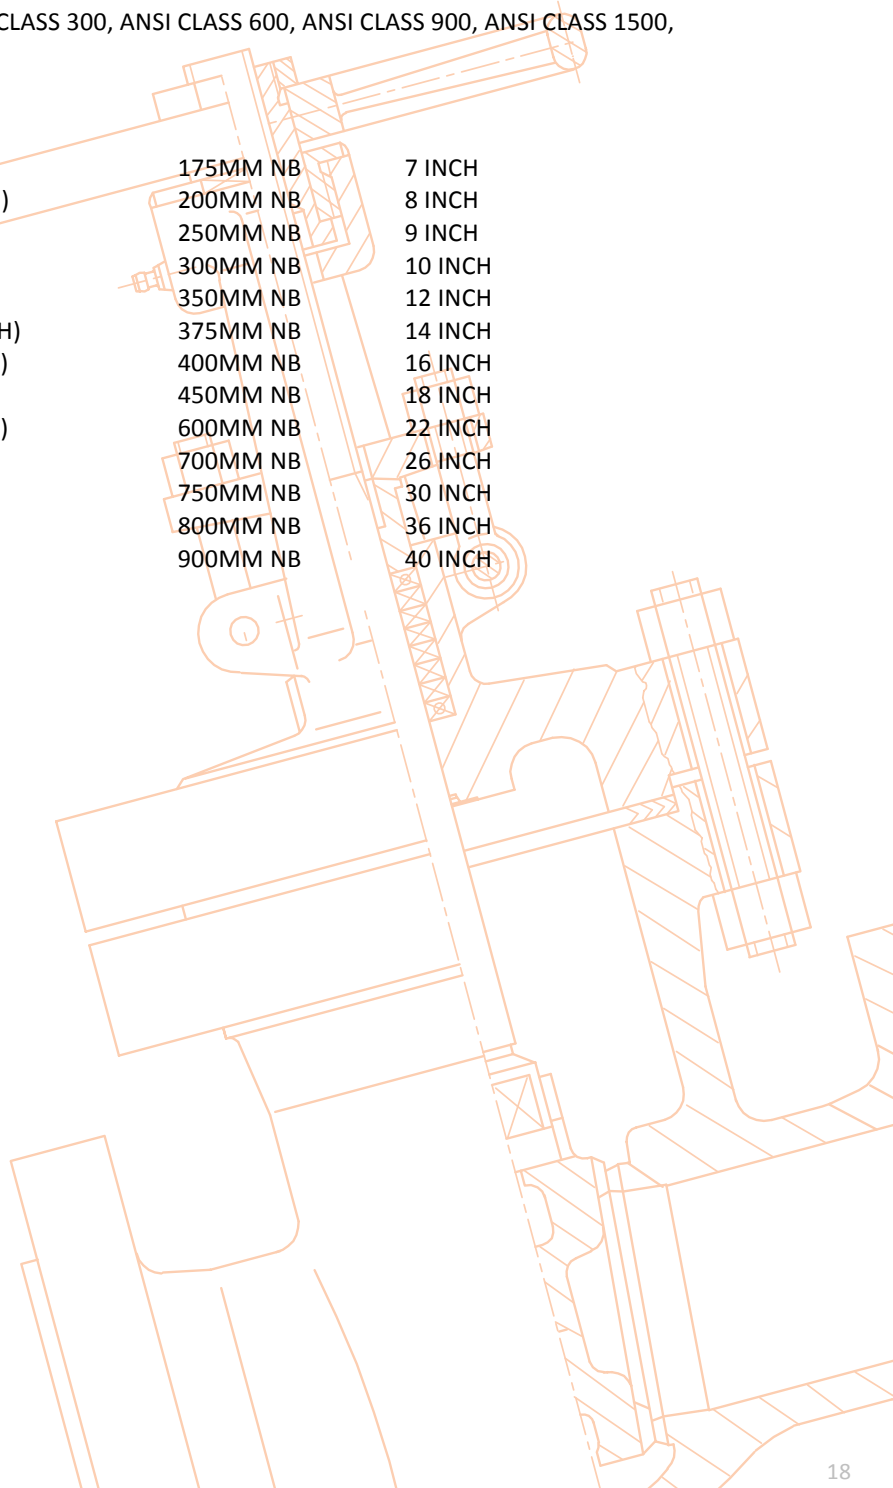 CLASS 300, ANSI CLASS 600, ANSI CLASS 900, ANSI CLASS 1500,
175MM NB 7 INCH
) 200MM NB 8 INCH
250MM NB 9 INCH
300MM NB 10 INCH
350MM NB 12 INCH
H) 375MM NB 14 INCH
) 400MM NB 16 INCH
450MM NB 18 INCH
) 600MM NB 22 INCH
700MM NB 26 INCH
750MM NB 30 INCH
800MM NB 36 INCH
900MM NB 40 INCH
18